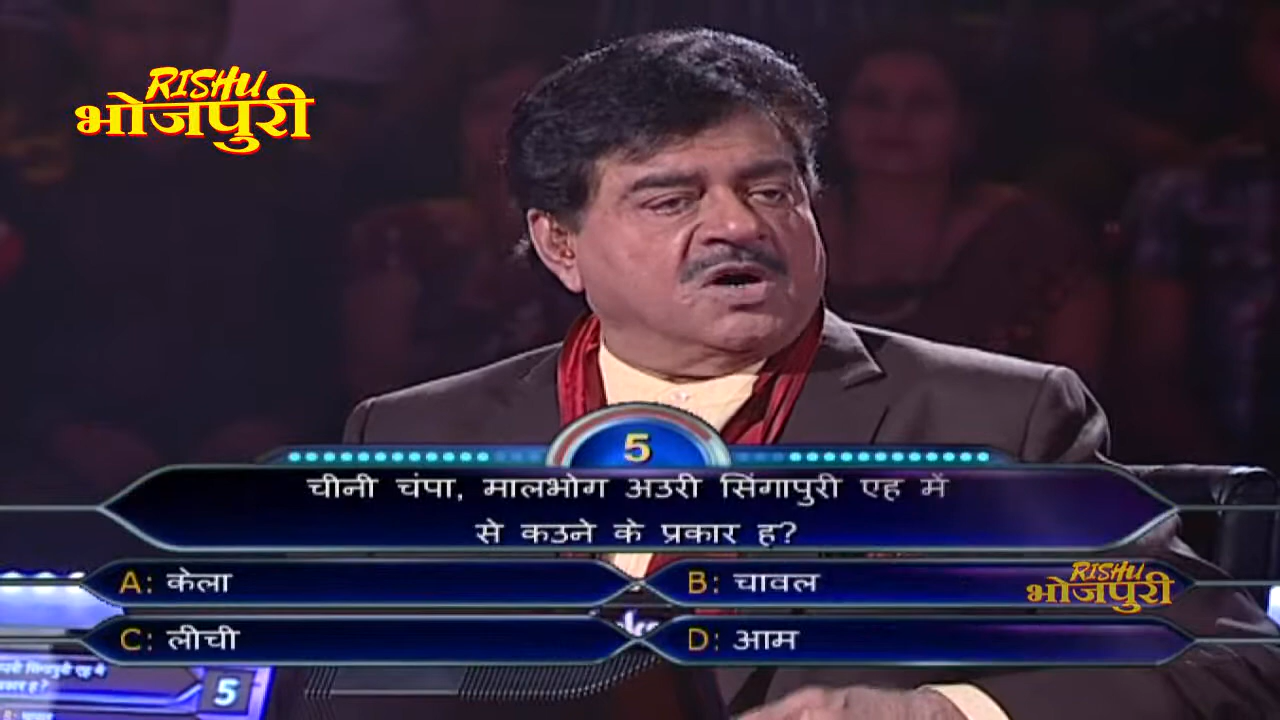 RISHU
भोजपुरी
5
चीनी चंपा, मालभोग अउरी सिंगापुरी एह में
से कउने के प्रकार ह?
A: केला
B: चावल
RISHU
भोजपुरी
C: लीची
D: आम
5